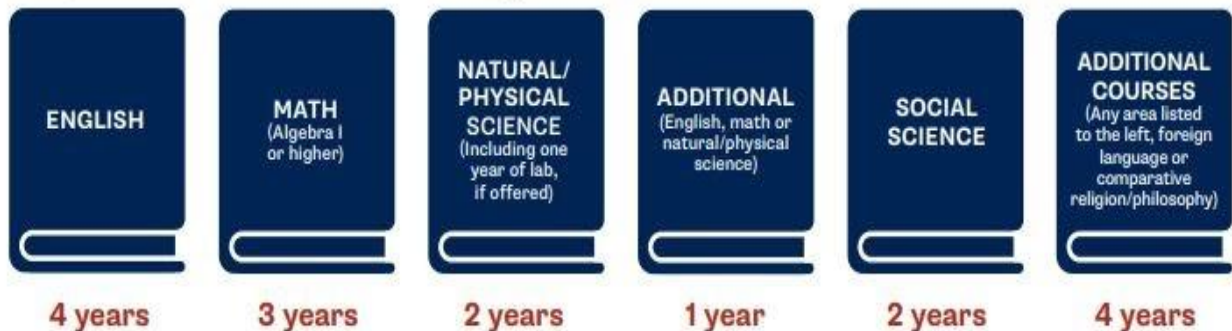 ENGLISH
MATH
(Algebra I
or higher)
NATURAL/
PHYSICAL
SCIENCE
(Including one
year of lab,
if offered)
ADDITIONAL
(English, math or
natural/physical
science)
SOCIAL
SCIENCE
ADDITIONAL
COURSES
(Any area listed
to the left, foreign
language or
comparative
religion/philosophy)
4 years
3 years
2 years
1 year
2 years
4 years